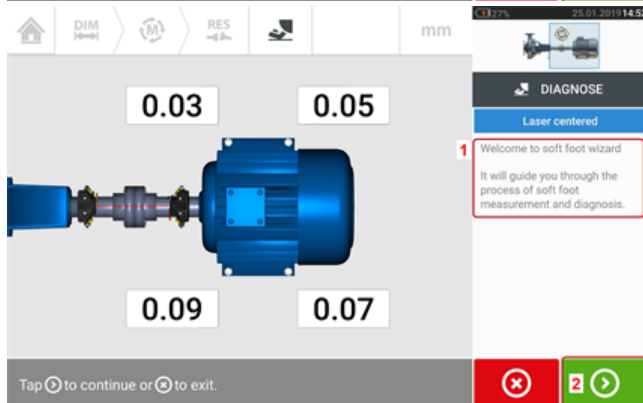 27% 25.01.2019 14:52
DIM M RES mm
DIAGNOSE
Laser centered
0.03 0.05
1 Welcome to soft foot wizard
It will guide you through the
process of soft foot
measurement and diagnosis.
0.09 0.07
Tap to continue or to exit.
2